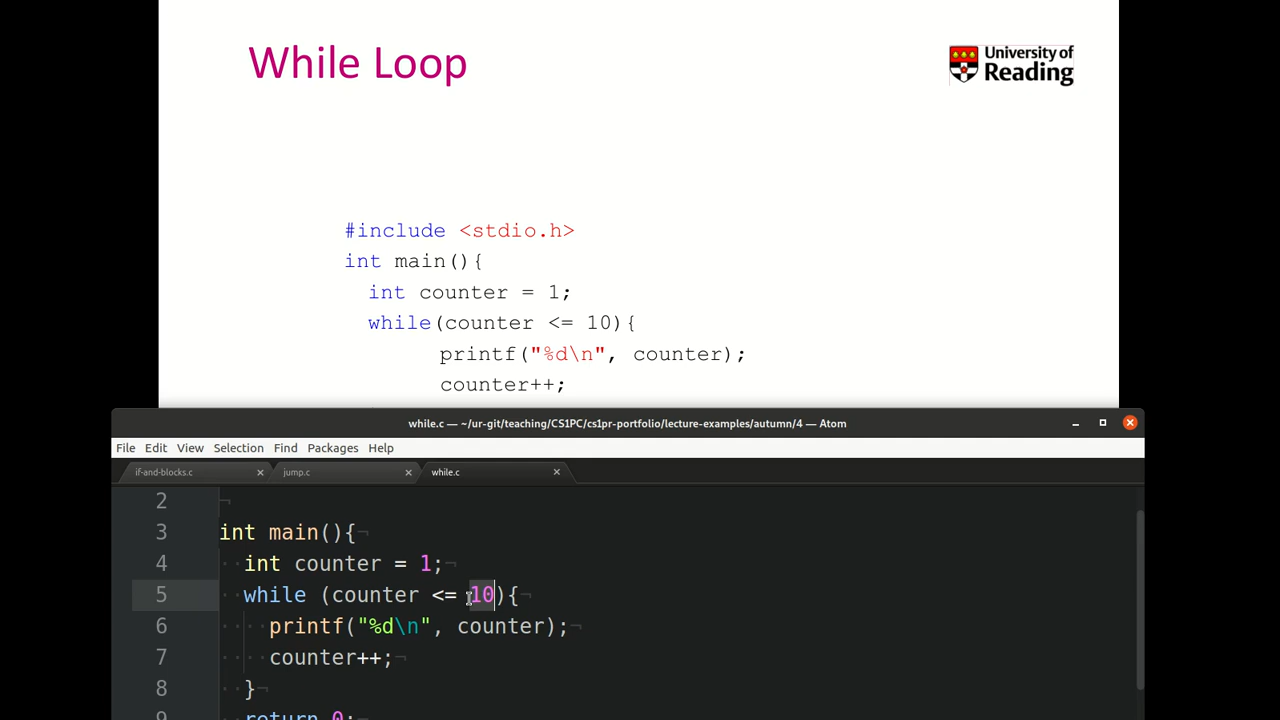 While Loop
University of
Reading
#include <stdio.h>
int main(){
int counter = 1;
while(counter <= 10){
printf("%d\n", counter);
counter++;
while.c — ~/ur-git/teaching/CS1PC/cs1pr-portfolio/lecture-examples/autumn/4 — Atom
File Edit View Selection Find Packages Help
if-and-blocks.c jump.c while.c
2
3 int main(){
4 int counter = 1;
5 while (counter <= 10){
6 printf("%d\n", counter);
7 counter++;
8 }
9 return 0;